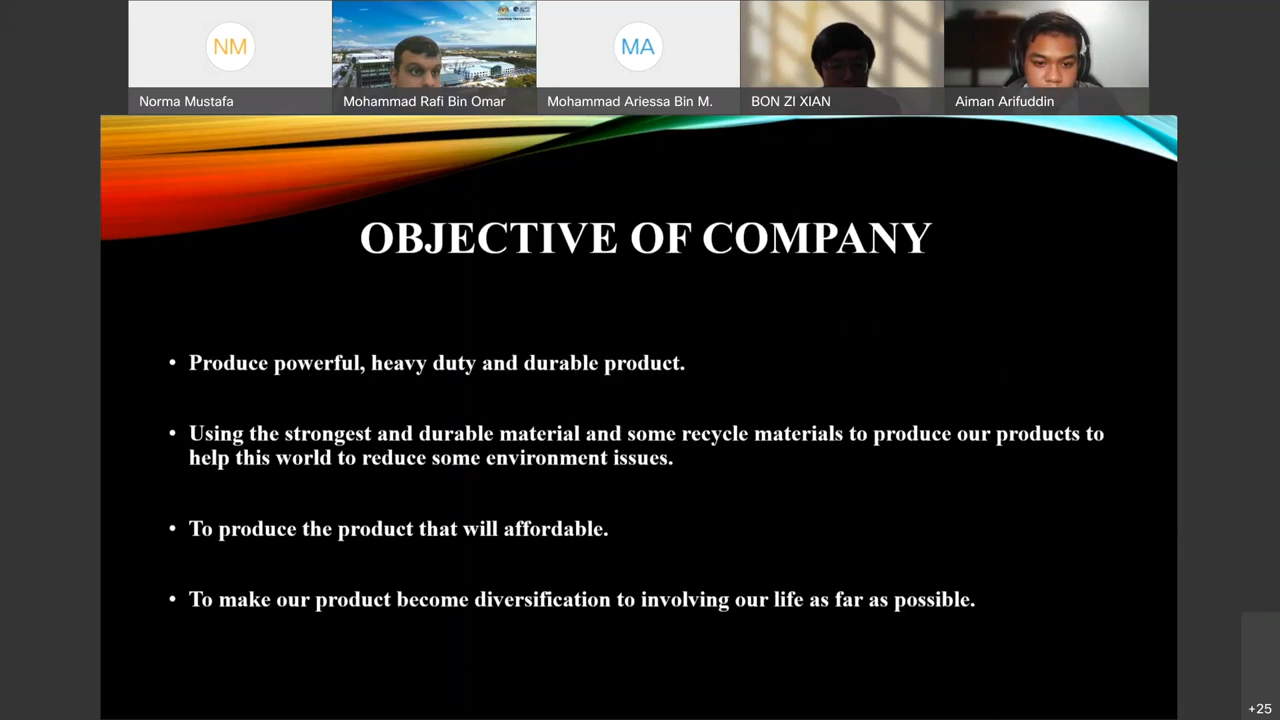 NM
MA
Norma Mustafa
Mohammad Rafi Bin Omar
Mohammad Ariessa Bin M.
BON ZI XIAN
Aiman Arifuddin
OBJECTIVE OF COMPANY
• Produce powerful, heavy duty and durable product.
• Using the strongest and durable material and some recycle materials to produce our products to
help this world to reduce some environment issues.
• To produce the product that will affordable.
• To make our product become diversification to involving our life as far as possible.
+25